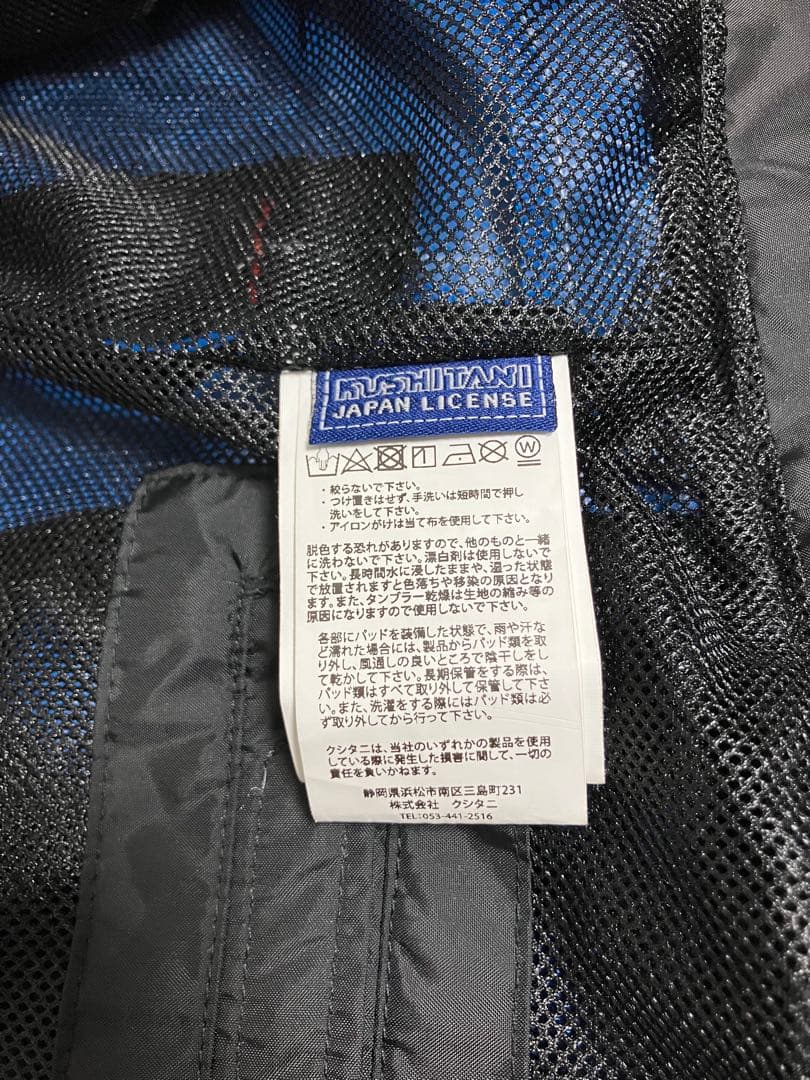 KUSHITANI
JAPAN LICENSE
・絞らないで下さい。
・つけ置きはせず、手洗いは短時間で押し
洗いをして下さい。
・アイロンがけは当て布を使用して下さい。
脱色する恐れがありますので、他のものと一緒
に洗わないで下さい。漂白剤は使用しないで
下さい。長時間水に浸したままや、湿った状態
で放置されますと色落ちや移染の原因となり
ます。また、タンブラー乾燥は生地の縮み等の
原因になりますので使用しないで下さい。
各部にパッドを装備した状態で、雨や汗な
ど濡れた場合には、製品からパッド類を取
り外し、風通しの良いところで陰干しをし
て乾かして下さい。長期保管をする際は、
パッド類はすべて取り外して保管して下さ
い。また、洗濯をする際にはパッド類は必
ず取り外してから行って下さい。
クシタニは、当社のいずれかの製品を使用
している際に発生した損害に関して、一切の
責任を負いかねます。
静岡県浜松市南区三島町231
株式会社 クシタニ
TEL:053-441-2516